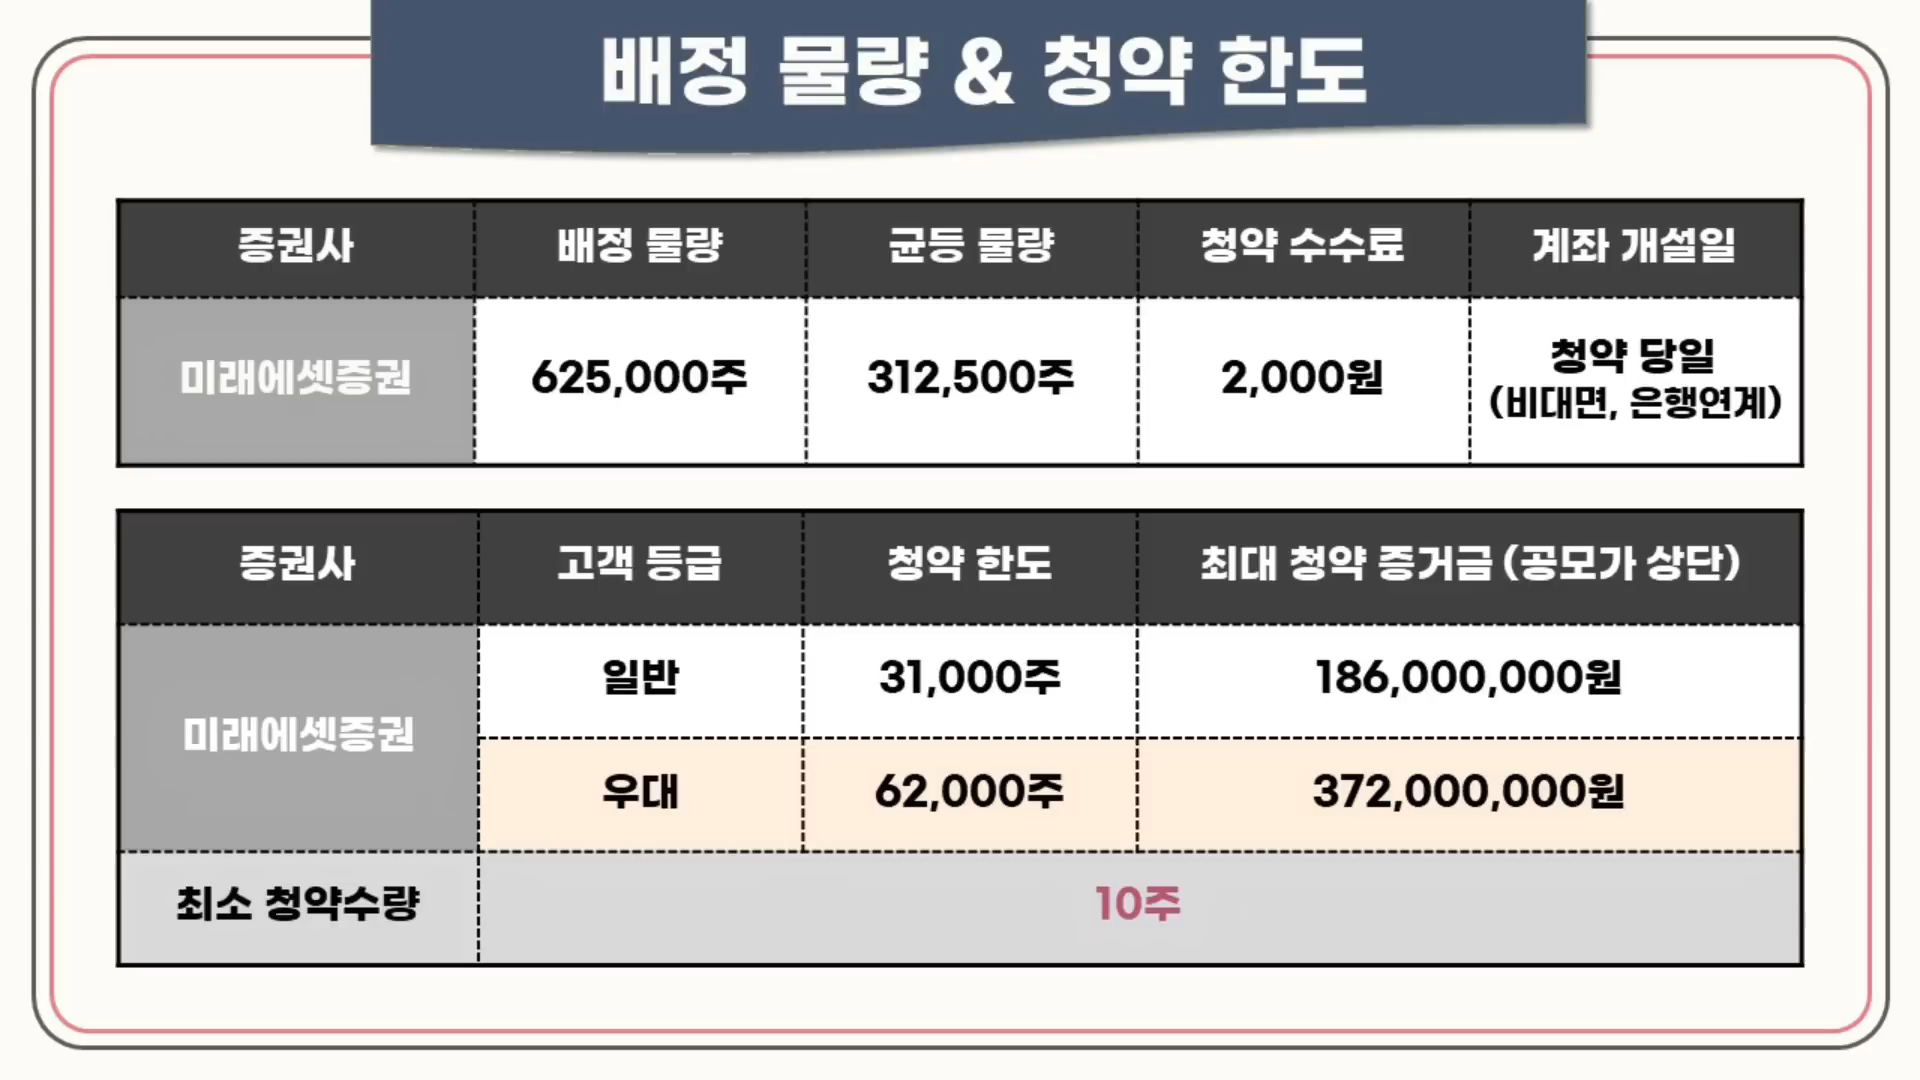 배정 물량 & 청약 한도
증권사 배정 물량 균등 물량 청약 수수료 계좌 개설일
미래에셋증권 625,000주 312,500주 2,000원 청약 당일
(비대면, 은행연계)
증권사 고객 등급 청약 한도 최대 청약 증거금 (공모가 상단)
미래에셋증권
일반 31,000주 186,000,000원
우대 62,000주 372,000,000원
최소 청약수량 10주